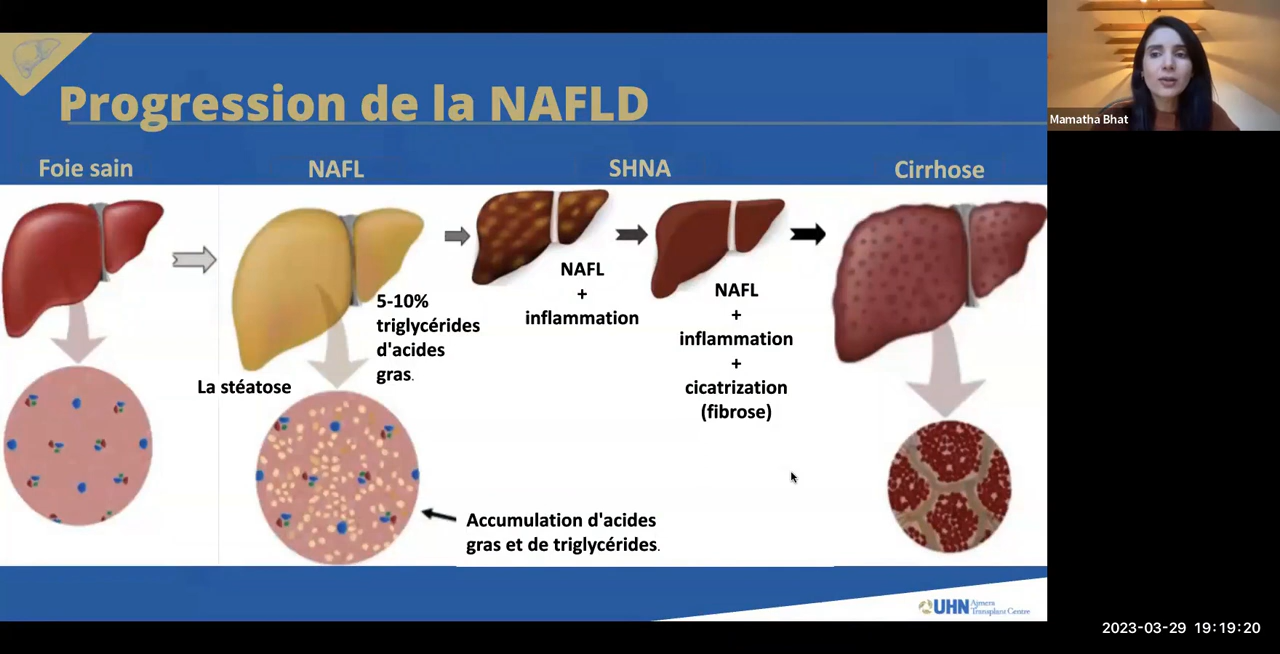 Progression de la NAFLD
Foie sain
NAFL
SHNA
Cirrhose
5-10%
triglycérides
d'acides
gras.
La stéatose
NAFL
+
inflammation
NAFL
+
inflammation
+
cicatrization
(fibrose)
Accumulation d'acides
gras et de triglycérides.
UHN Ajmera
Transplant Centre
Mamatha Bhat
2023-03-29 19:19:20